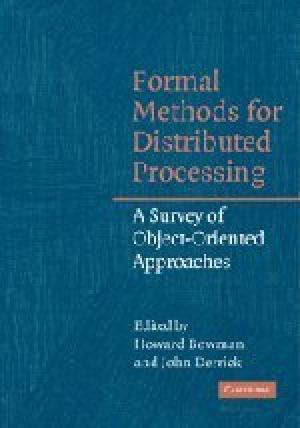 Formal
Methods for
Distributed
Processing
A Survey of
Object-Oriented
Approaches
Edited by
Howard Bowman
and John Derrick
CAMBRIDGE